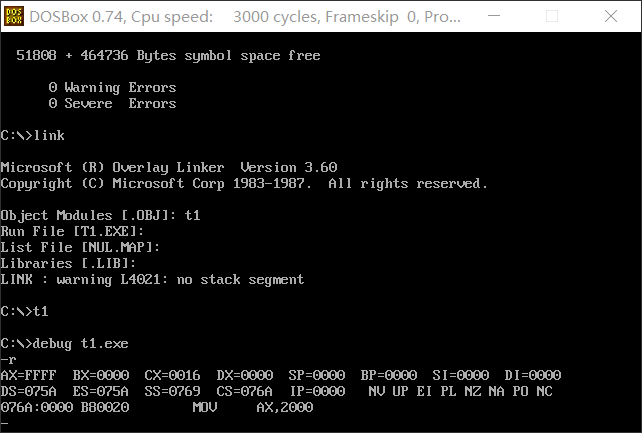 DOS BOX
DOSBox 0.74, Cpu speed: 3000 cycles, Frameskip 0, Pro...
51808 + 464736 Bytes symbol space free
0 Warning Errors
0 Severe Errors
C:\>link
Microsoft (R) Overlay Linker Version 3.60
Copyright (C) Microsoft Corp 1983-1987. All rights reserved.
Object Modules [.OBJ]: t1
Run File [T1.EXE]:
List File [NUL.MAP]:
Libraries [.LIB]:
LINK : warning L4021: no stack segment
C:\>t1
C:\>debug t1.exe
-r
AX=FFFF BX=0000 CX=0016 DX=0000 SP=0000 BP=0000 SI=0000 DI=0000
DS=075A ES=075A SS=0769 CS=076A IP=0000 NV UP EI PL NZ NA PO NC
076A:0000 B80020 MOV AX,2000
-